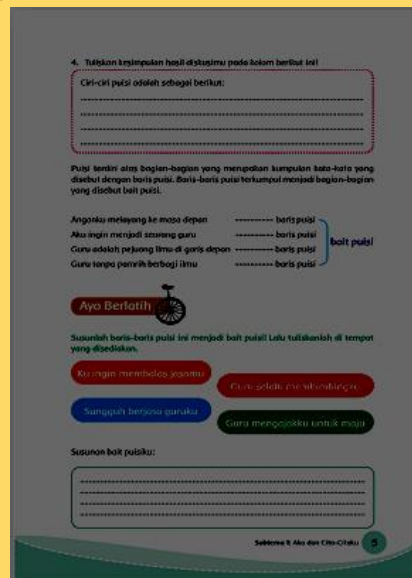 4. Tuliskan kesimpulan hasil diskusimu pada kolom berikut ini!
Ciri-ciri puisi adalah sebagai berikut:
Puisi terdiri atas bagian-bagian yang merupakan kumpulan kata-kata yang
disebut dengan baris puisi. Baris-baris puisi terkumpul menjadi bagian-bagian
yang disebut bait puisi.
Anganku melayang ke masa depan ---------- baris puisi
Aku ingin menjadi seorang guru ---------- baris puisi
Guru adalah pejuang ilmu di garis depan ---------- baris puisi
Guru tanpa pamrih berbagi ilmu ---------- baris puisi
bait puisi
Ayo Berlatih
Susunlah baris-baris puisi ini menjadi bait puisi! Lalu tuliskanlah di tempat
yang disediakan.
Ku ingin membalas jasamu
Guru selalu membimbingku
Sungguh berjasa guruku
Guru mengajakku untuk maju
Susunan bait puisiku:
Subtema 1: Aku dan Cita-Citaku 5